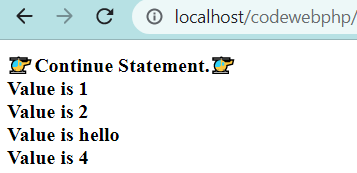 localhost/codewebphp/
👉Continue Statement.👉
Value is 1
Value is 2
Value is hello
Value is 4